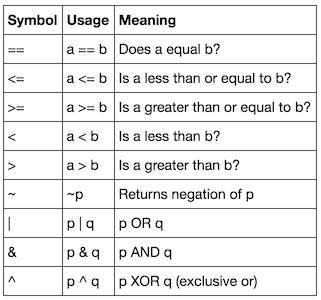 Symbol Usage Meaning
== a == b Does a equal b?
<= a <= b Is a less than or equal to b?
>= a >= b Is a greater than or equal to b?
< a < b Is a less than b?
> a > b Is a greater than b?
~ ~p Returns negation of p
| p | q p OR q
& p & q p AND q
^ p ^ q p XOR q (exclusive or)